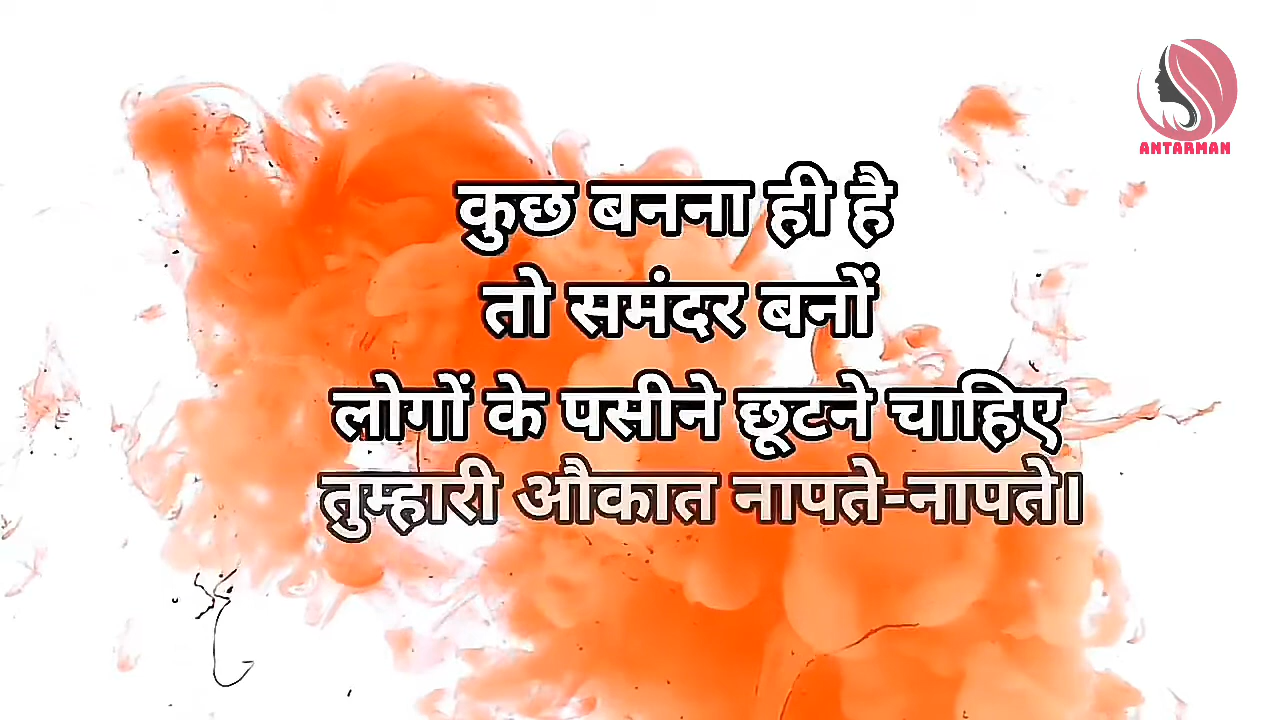 ANTARMAN
कुछ बनना ही है
तो समंदर बनों
लोगों के पसीने छूटने चाहिए
तुम्हारी औकात नापते-नापते।